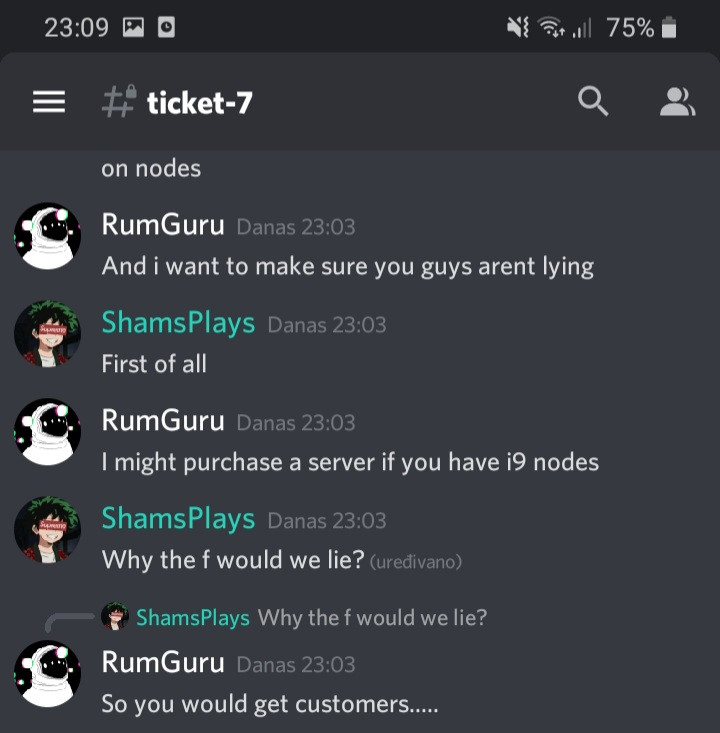 23:09 75%
ticket-7
on nodes
RumGuru Danas 23:03
And i want to make sure you guys arent lying
ShamsPlays Danas 23:03
First of all
RumGuru Danas 23:03
I might purchase a server if you have i9 nodes
ShamsPlays Danas 23:03
Why the f would we lie? (uređivano)
ShamsPlays Why the f would we lie?
RumGuru Danas 23:03
So you would get customers.....